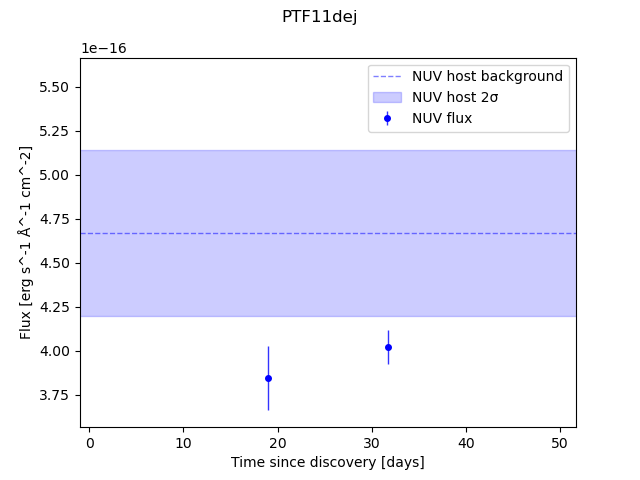 PTF11dej
1e−16
NUV host background
NUV host 2σ
NUV flux
5.50
5.25
5.00
4.75
4.50
4.25
4.00
3.75
Flux [erg s^-1 Å^-1 cm^-2]
0
10
20
30
40
50
Time since discovery [days]